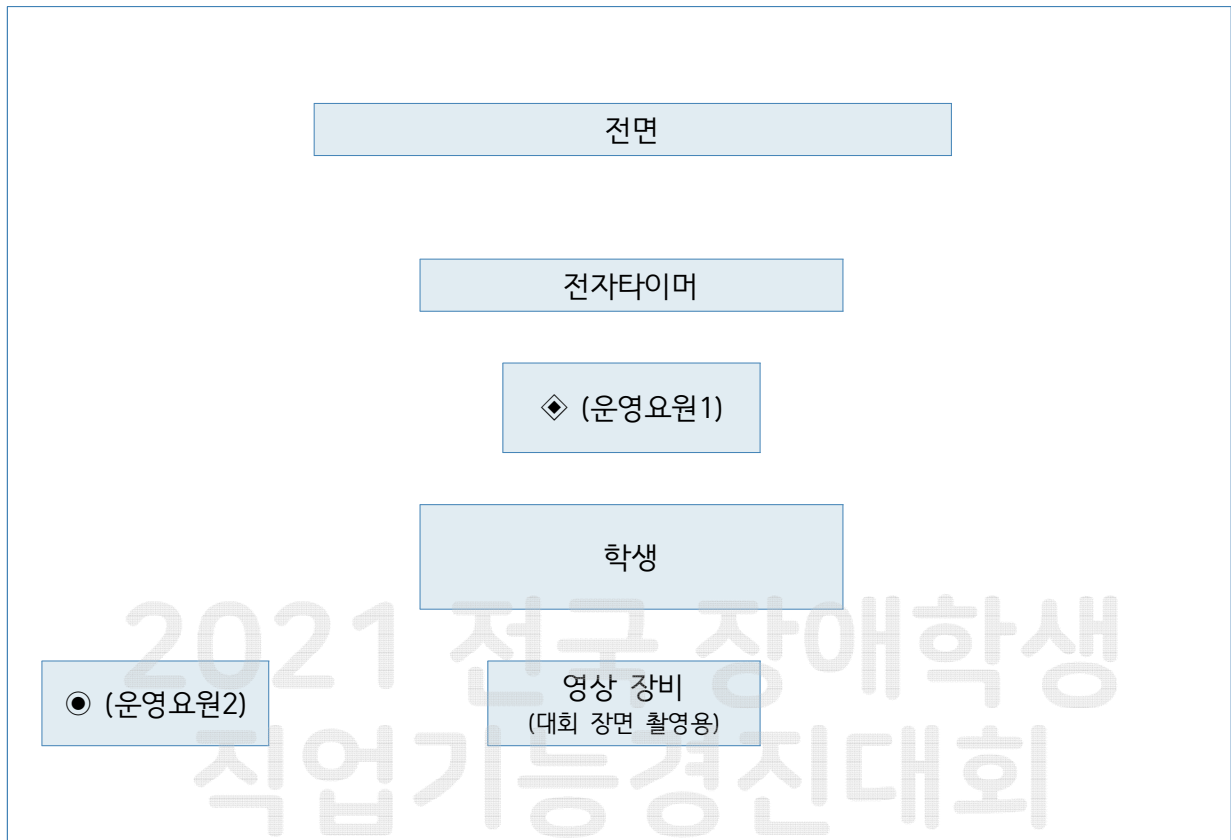 전면
전자타이머
◈ (운영요원1)
학생
2021 전국 장애학생
◉ (운영요원2)
영상 장비
(대회 장면 촬영용)
직업기능경진대회